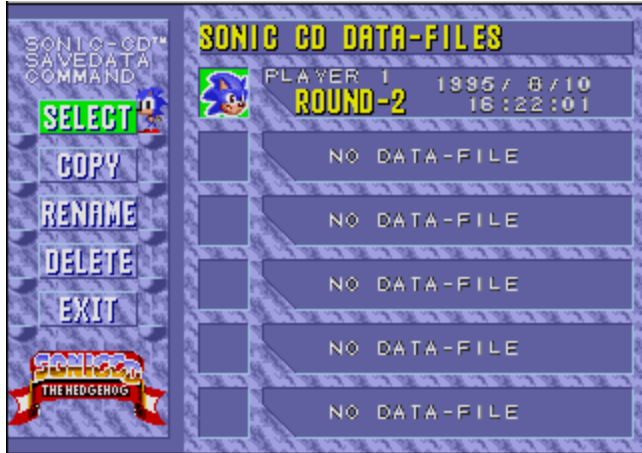 SONIC-CD™
SAVEDATA
COMMAND
SELECT
COPY
RENAME
DELETE
EXIT
SONIC CD
THE HEDGEHOG
SONIC CD DATA-FILES
PLAYER 1
ROUND-2
1995/ 8/10
16:22:01
NO DATA-FILE
NO DATA-FILE
NO DATA-FILE
NO DATA-FILE
NO DATA-FILE